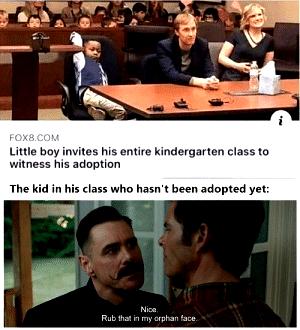 FOX8.COM
Little boy invites his entire kindergarten class to
witness his adoption
The kid in his class who hasn't been adopted yet:
Nice.
Rub that in my orphan face.